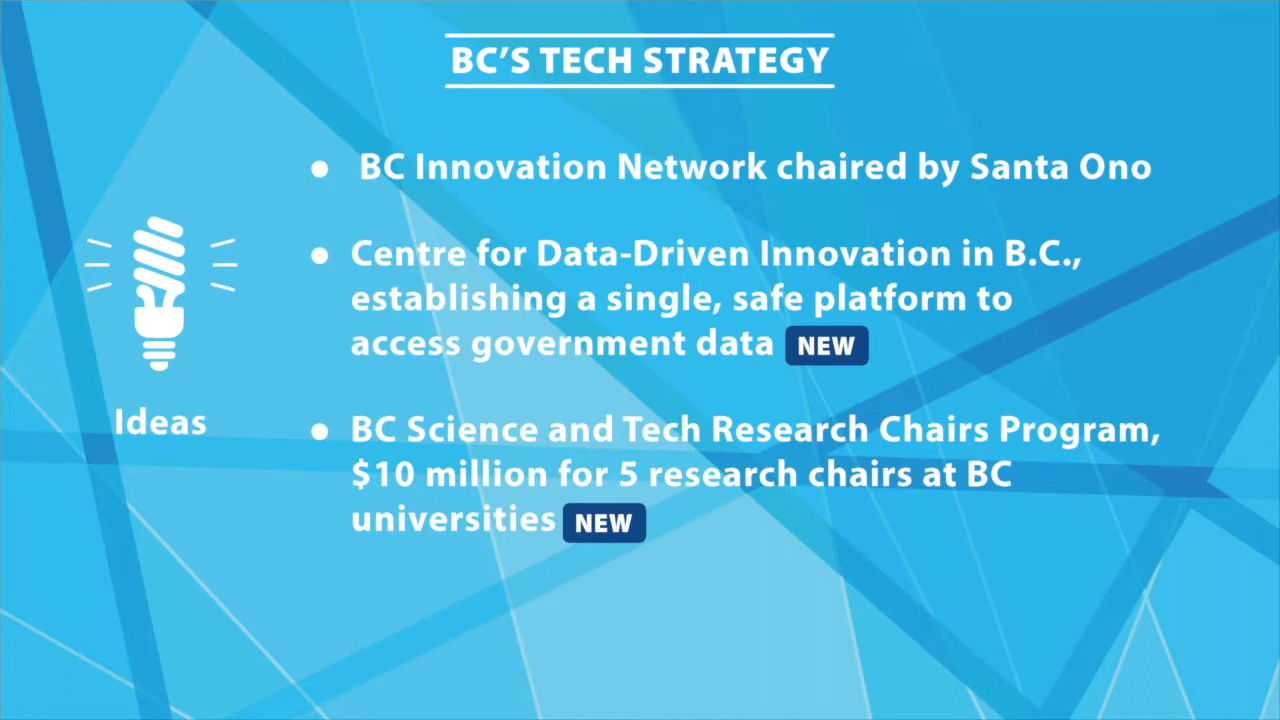 BC’S TECH STRATEGY
● BC Innovation Network chaired by Santa Ono
● Centre for Data-Driven Innovation in B.C.,
establishing a single, safe platform to
access government data NEW
Ideas
● BC Science and Tech Research Chairs Program,
$10 million for 5 research chairs at BC
universities NEW